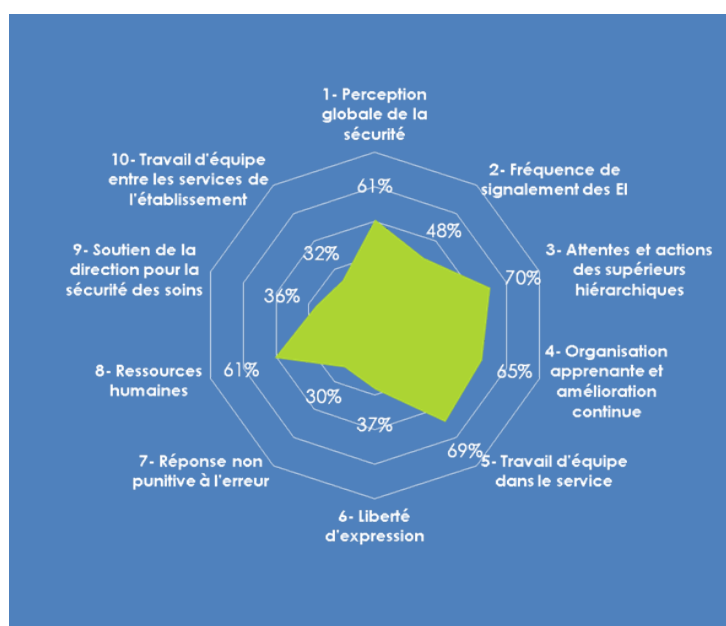 1- Perception
globale de la
sécurité
61%
2- Fréquence de
signalement des EI
48%
3- Attentes et actions
des supérieurs
hiérarchiques
70%
4- Organisation
apprenante et
amélioration
continue
65%
5- Travail d'équipe
dans le service
69%
6- Liberté
d'expression
37%
7- Réponse non
punitive à l'erreur
30%
8- Ressources
humaines
61%
9- Soutien de la
direction pour la
sécurité des soins
36%
10- Travail d'équipe
entre les services de
l'établissement
32%